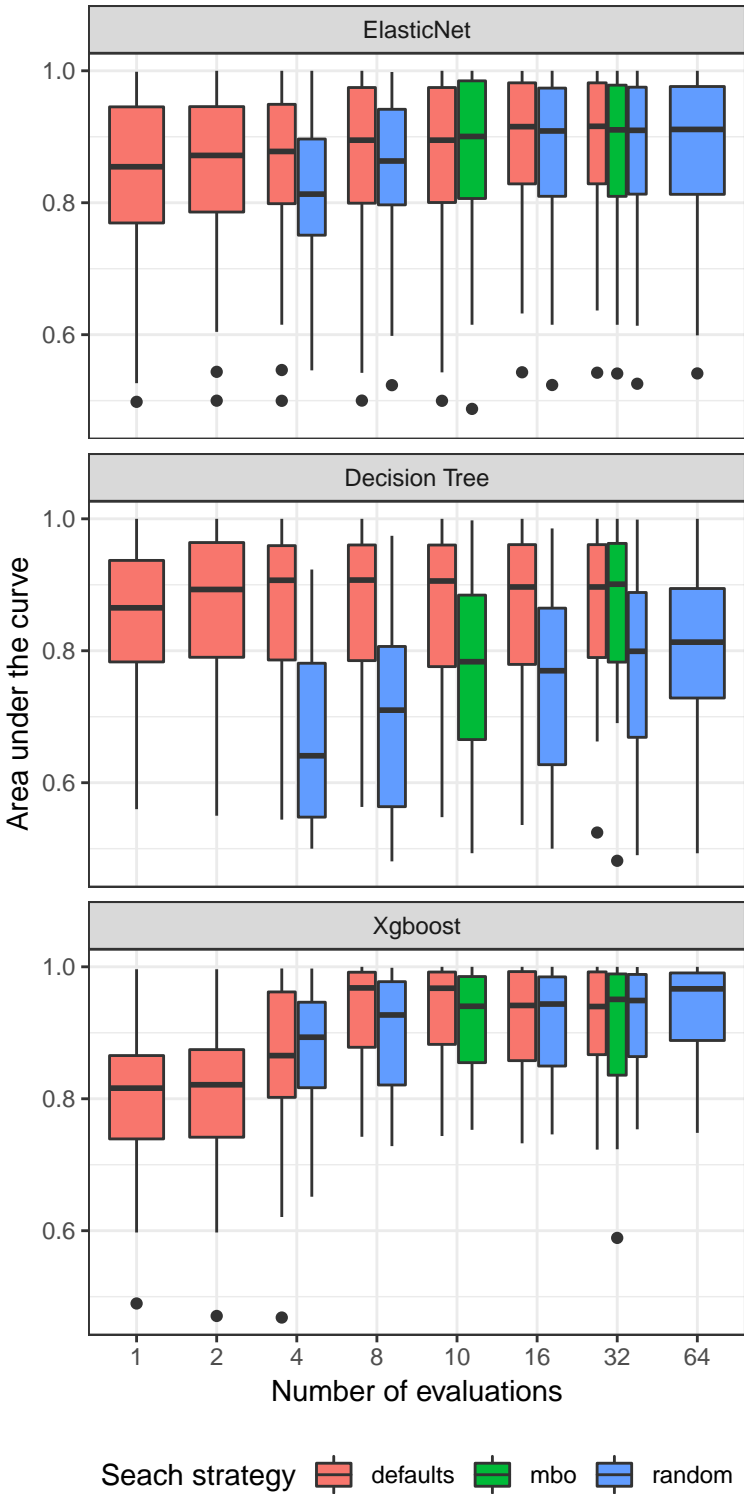 ElasticNet
1.0
0.8
0.6
Decision Tree
1.0
0.8
0.6
Area under the curve
Xgboost
1.0
0.8
0.6
1 2 4 8 10 16 32 64
Number of evaluations
Seach strategy defaults mbo random